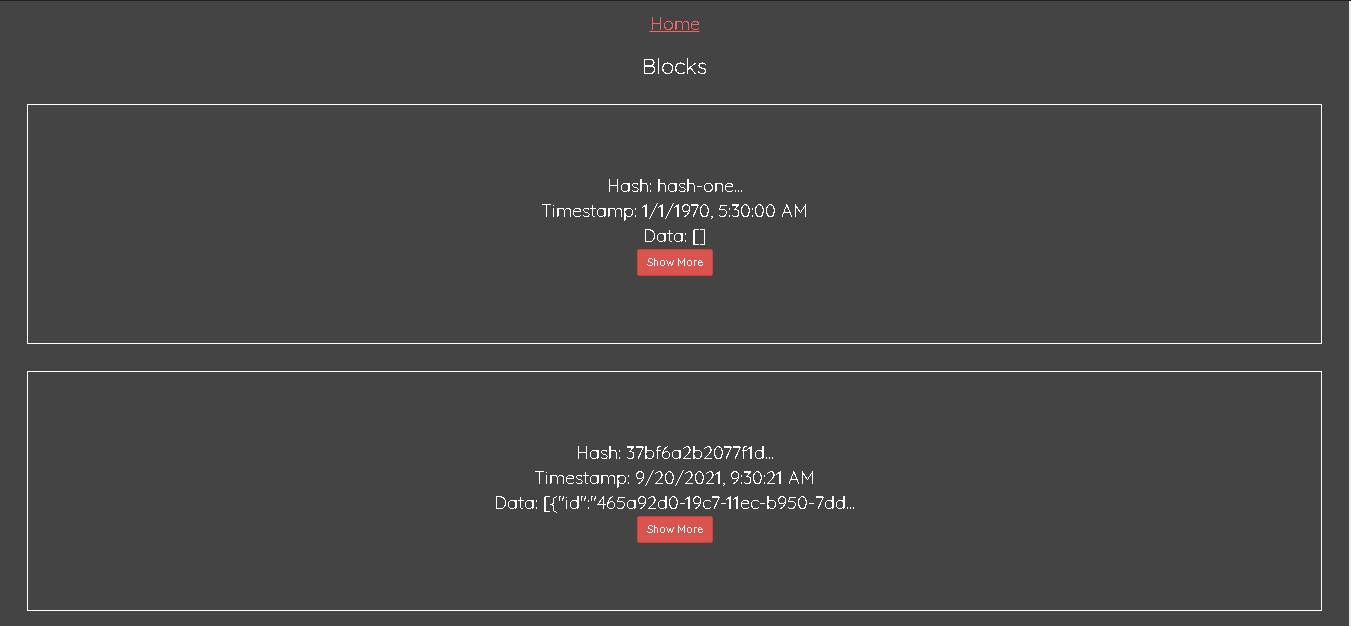 Home
Blocks
Hash: hash-one...
Timestamp: 1/1/1970, 5:30:00 AM
Data: []
Show More
Hash: 37bf6a2b2077f1d...
Timestamp: 9/20/2021, 9:30:21 AM
Data: [{"id":"465a92d0-19c7-11ec-b950-7dd...
Show More